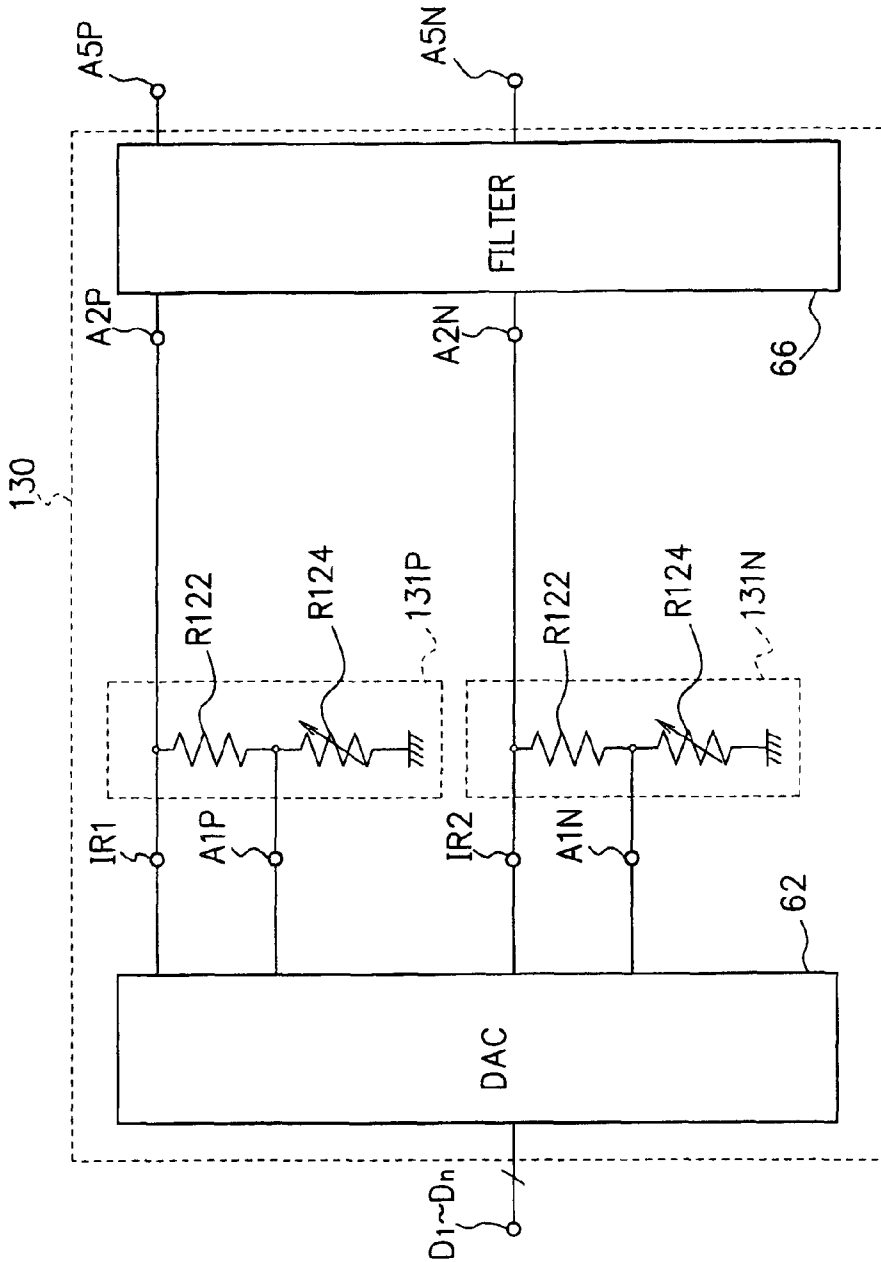 130
A5P
A5N
A2P
A2N
FILTER
66
R122
R124
131P
R122
R124
131N
IR1
A1P
IR2
A1N
62
DAC
D1~Dn